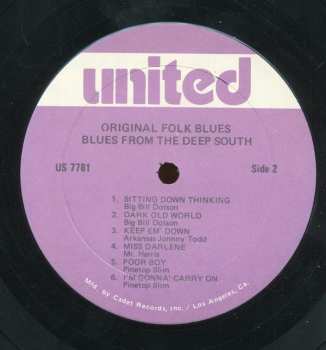 united
ORIGINAL FOLK BLUES
BLUES FROM THE DEEP SOUTH
US 7781 Side 2
1. SITTING DOWN THINKING
Big Bill Dotson
2. DARK OLD WORLD
Big Bill Dotson
3. KEEP EM' DOWN
Arkansas Johnny Todd
4. MISS DARLENE
Mr. Harris
5. POOR BOY
Pinetop Slim
6. I'M GONNA' CARRY ON
Pinetop Slim
Mfd. by Cadet Records, Inc. / Los Angeles, Ca.